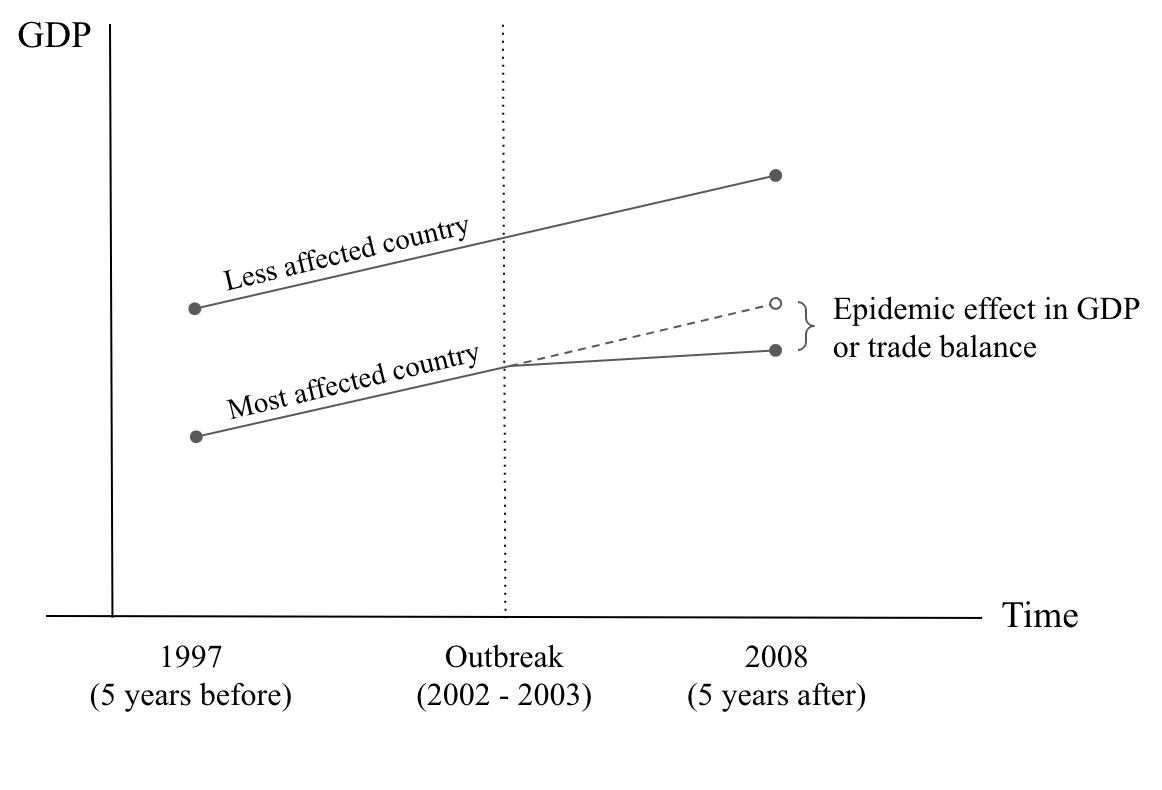 GDP
Less affected country
Most affected country
Epidemic effect in GDP
or trade balance
Time
1997
(5 years before)
Outbreak
(2002 - 2003)
2008
(5 years after)